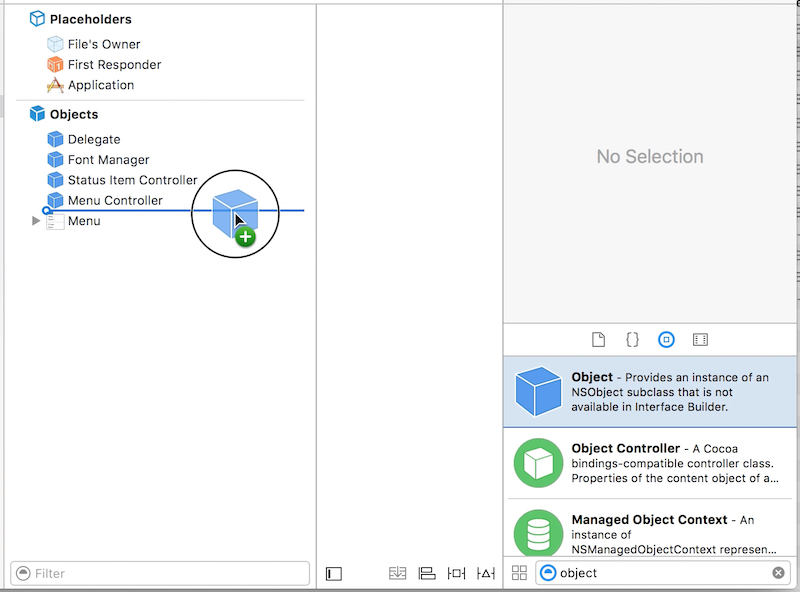 Placeholders
File's Owner
First Responder
Application
Objects
Delegate
Font Manager
Status Item Controller
Menu Controller
Menu
Filter
No Selection
Object - Provides an instance of an
NSObject subclass that is not
available in Interface Builder.
Object Controller - A Cocoa
bindings-compatible controller class.
Properties of the content object of a...
Managed Object Context - An
instance of
NSManagedObjectContext represen...
object